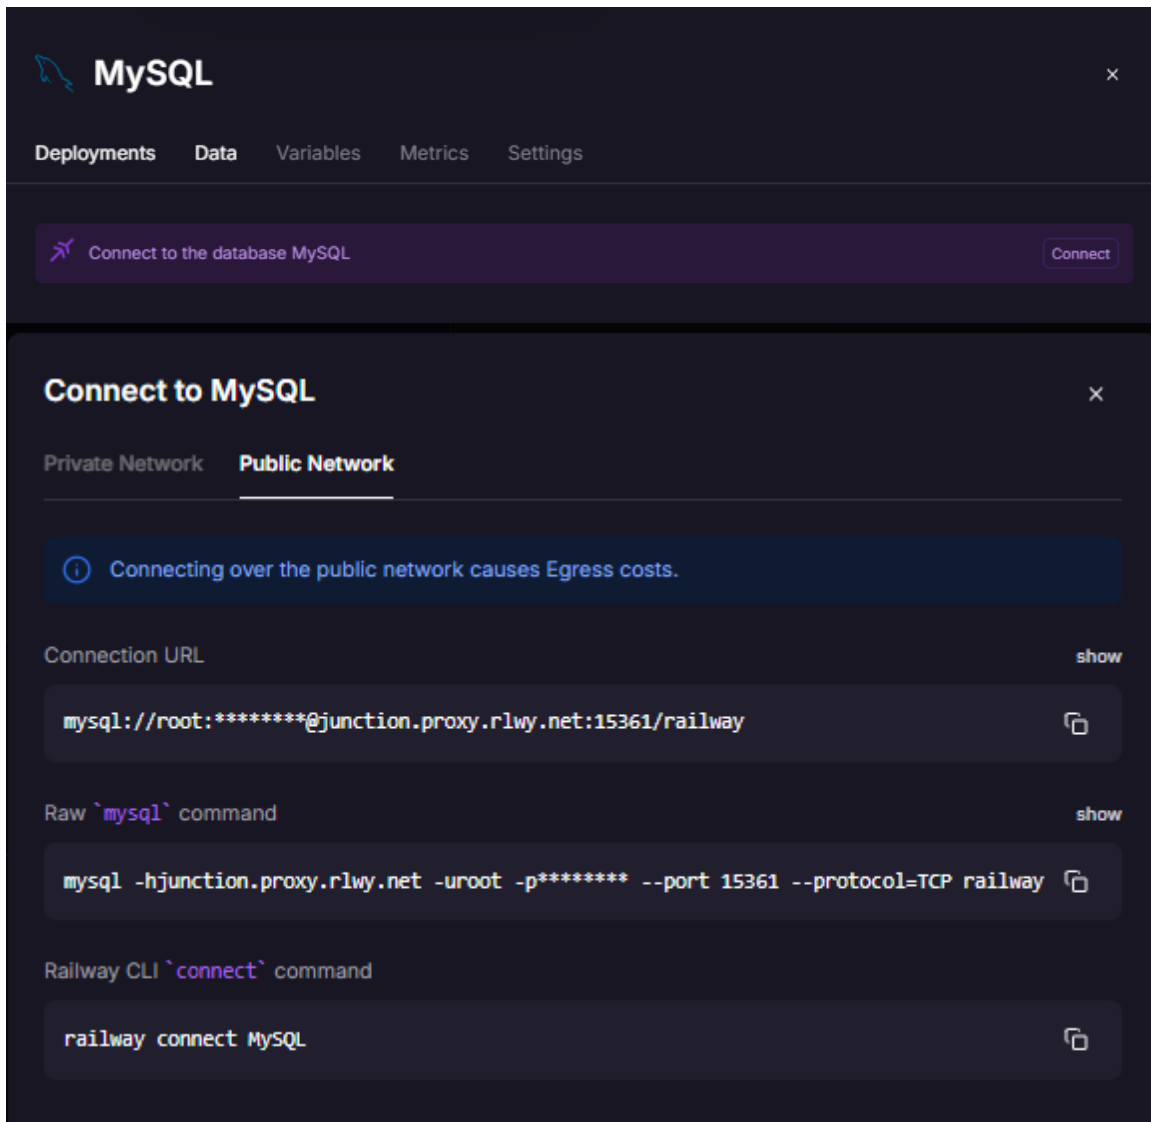 MySQL
Deployments Data Variables Metrics Settings
Connect to the database MySQL Connect
Connect to MySQL
Private Network Public Network
Connecting over the public network causes Egress costs.
Connection URL show
mysql://root:********@junction.proxy.rlwy.net:15361/railway
Raw `mysql` command show
mysql -hjunction.proxy.rlwy.net -uroot -p******** --port 15361 --protocol=TCP railway
Railway CLI `connect` command
railway connect MySQL